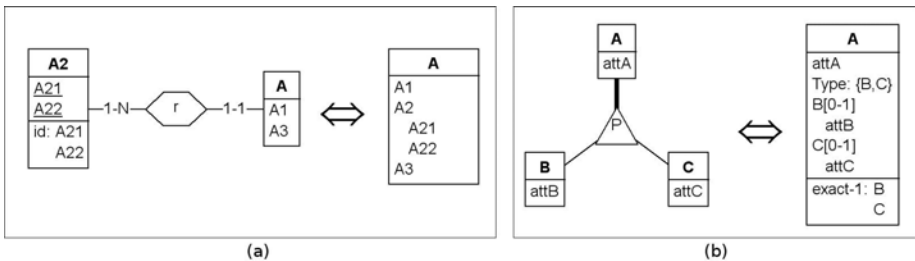 A2
A21
A22
id: A21
A22
1-N
r
1-1
A
A1
A3
A
A1
A2
A21
A22
A3
(a)
A
attA
P
B
attB
C
attC
A
attA
Type: {B,C}
B[0-1]
attB
C[0-1]
attC
exact-1: B
C
(b)